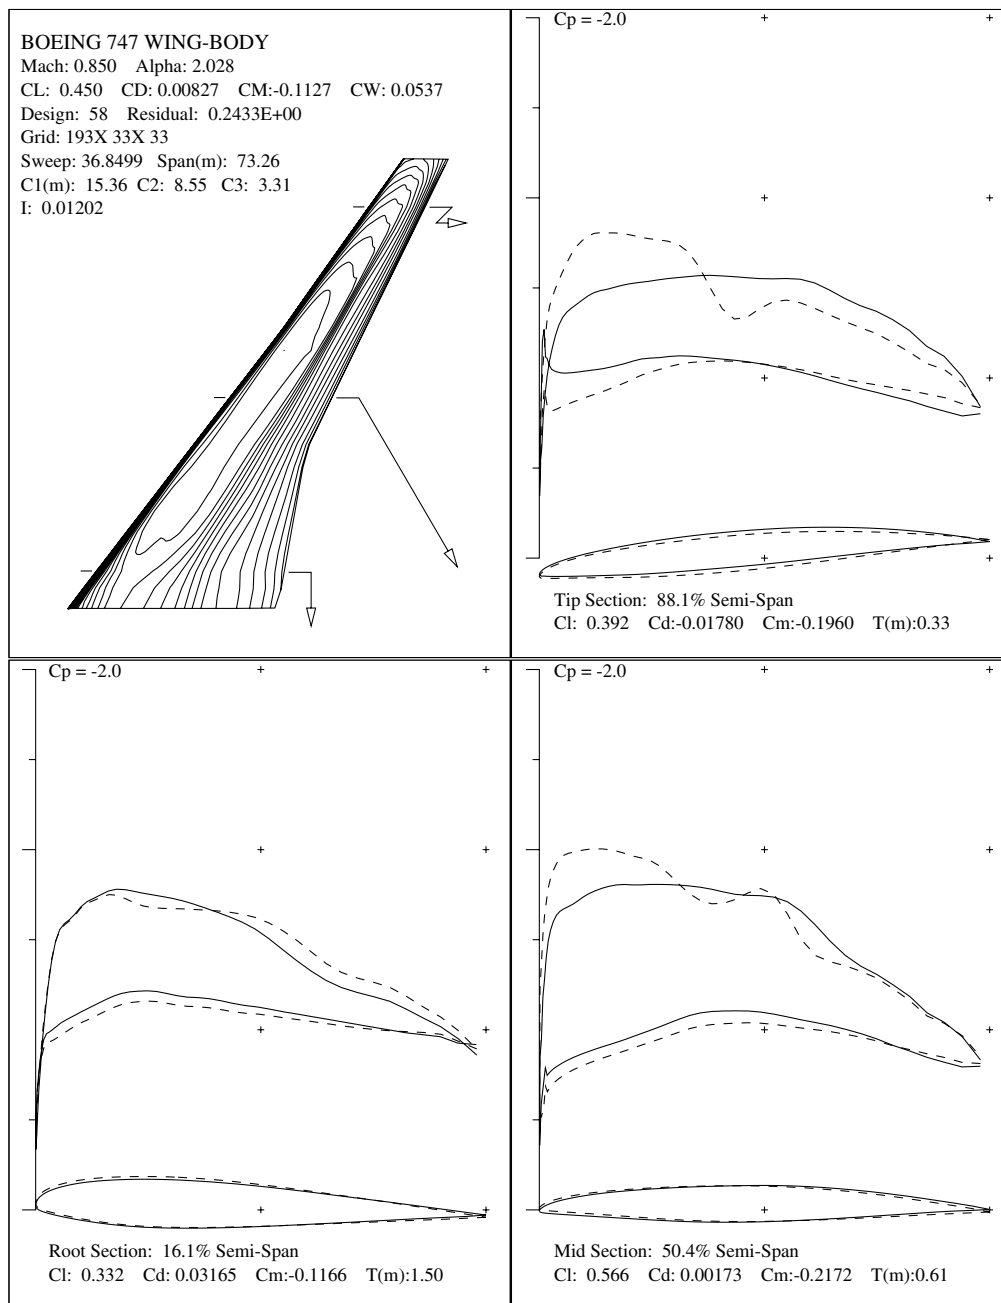 BOEING 747 WING-BODY
Mach: 0.850 Alpha: 2.028
CL: 0.450 CD: 0.00827 CM:-0.1127 CW: 0.0537
Design: 58 Residual: 0.2433E+00
Grid: 193X 33X 33
Sweep: 36.8499 Span(m): 73.26
C1(m): 15.36 C2: 8.55 C3: 3.31
I: 0.01202
Cp = -2.0
Tip Section: 88.1% Semi-Span
Cl: 0.392 Cd:-0.01780 Cm:-0.1960 T(m):0.33
Cp = -2.0
Root Section: 16.1% Semi-Span
Cl: 0.332 Cd: 0.03165 Cm:-0.1166 T(m):1.50
Cp = -2.0
Mid Section: 50.4% Semi-Span
Cl: 0.566 Cd: 0.00173 Cm:-0.2172 T(m):0.61